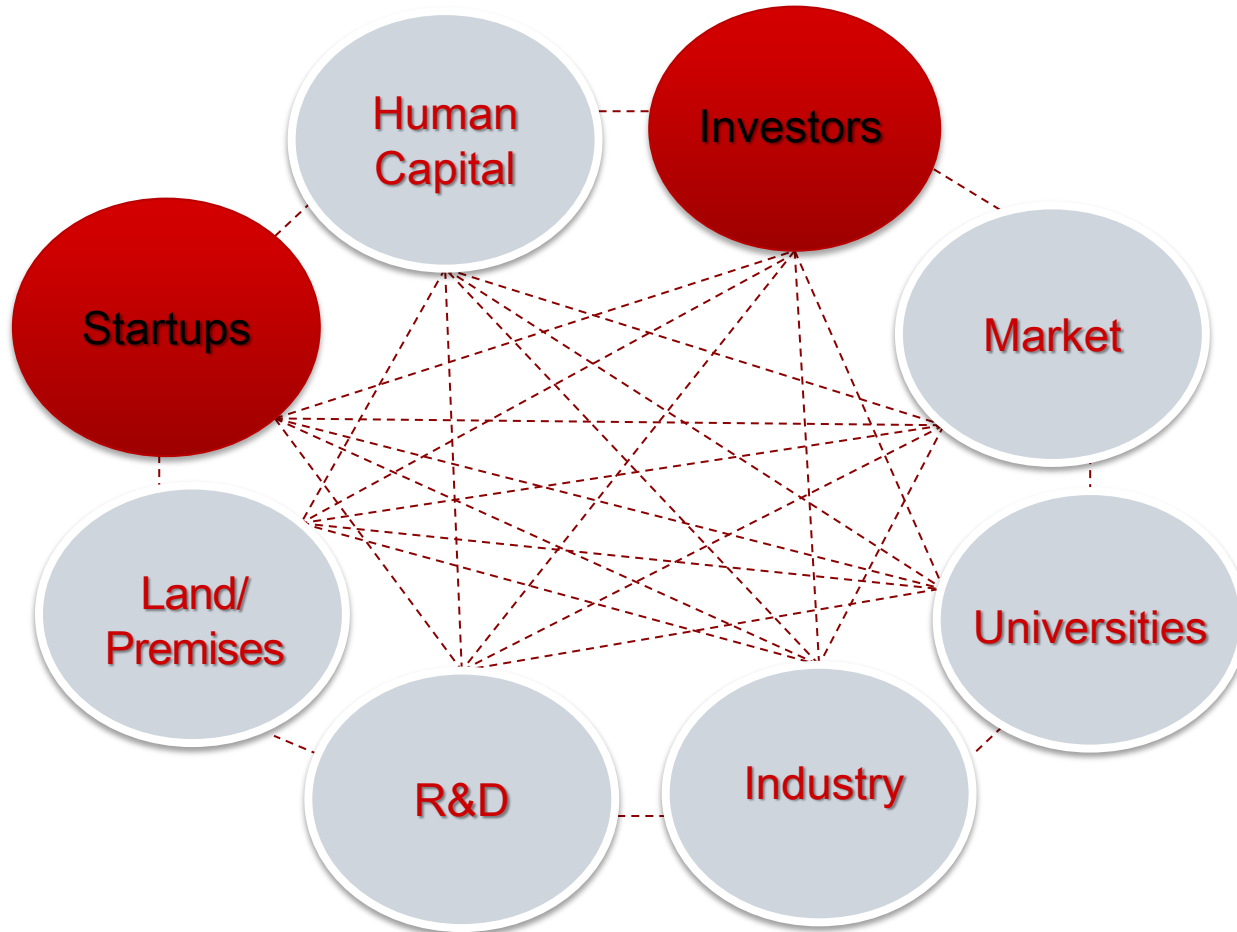 Human
Capital
Investors
Startups
Market
Land/
Premises
Universities
R&D
Industry